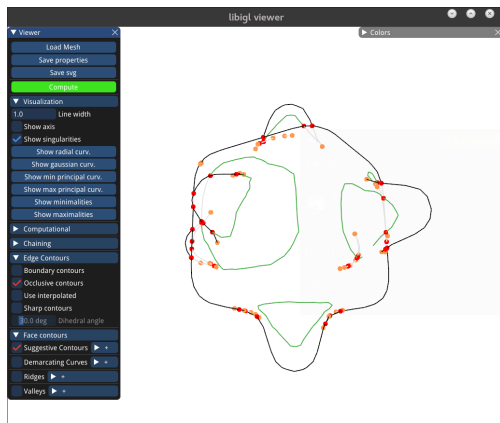 libigl viewer
Viewer
Colors
Load Mesh
Save properties
Save svg
Compute
Visualization
1.0 Line width
Show axis
Show singularities
Show radial curv.
Show gaussian curv.
Show min principal curv.
Show max principal curv.
Show minimalities
Show maximalities
Computational
Chaining
Edge Contours
Boundary contours
Occlusive contours
Use interpolated
Sharp contours
0.0 deg Dihedral angle
Face contours
Suggestive Contours +
Demarcating Curves +
Ridges +
Valleys +